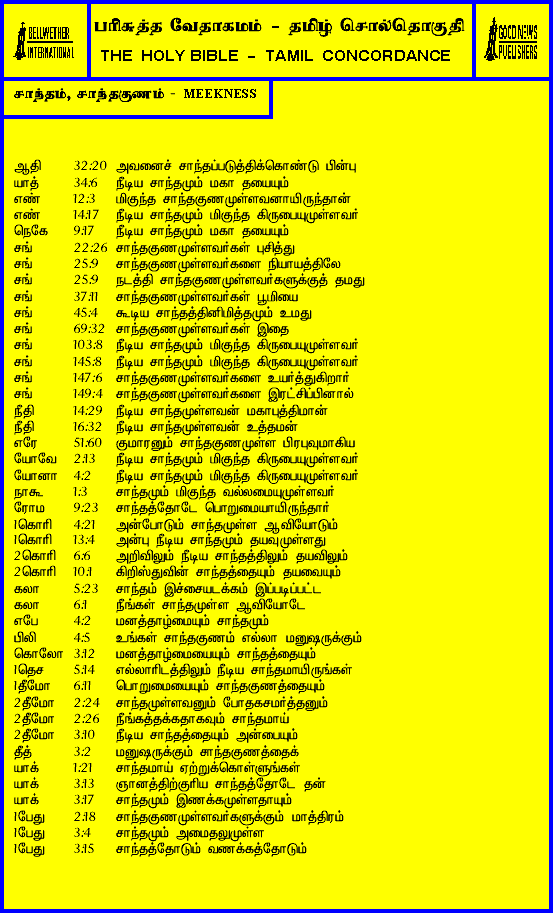 BELLWETHER INTERNATIONAL
பரிசுத்த வேதாகமம் - தமிழ் சொல்தொகுதி
THE HOLY BIBLE - TAMIL CONCORDANCE
GOOD NEWS PUBLISHERS
சாந்தம், சாந்தகுணம் - MEEKNESS
ஆதி 32:20 அவனைச் சாந்தப்படுத்திக்கொண்டு பின்பு
யாத் 34:6 நீடிய சாந்தமும் மகா தயையும்
எண் 12:3 மிகுந்த சாந்தகுணமுள்ளவனாயிருந்தான்
எண் 14:17 நீடிய சாந்தமும் மிகுந்த கிருபையுமுள்ளவர்
நெகே 9:17 நீடிய சாந்தமும் மகா தயையும்
சங் 22:26 சாந்தகுணமுள்ளவர்கள் புசித்து
சங் 25:9 சாந்தகுணமுள்ளவர்களை நியாயத்திலே
சங் 25:9 நடத்தி சாந்தகுணமுள்ளவர்களுக்குத் தமது
சங் 37:11 சாந்தகுணமுள்ளவர்கள் பூமியை
சங் 45:4 கூடிய சாந்தத்தினிமித்தமும் உமது
சங் 69:32 சாந்தகுணமுள்ளவர்கள் இதை
சங் 103:8 நீடிய சாந்தமும் மிகுந்த கிருபையுமுள்ளவர்
சங் 145:8 நீடிய சாந்தமும் மிகுந்த கிருபையுமுள்ளவர்
சங் 147:6 சாந்தகுணமுள்ளவர்களை உயர்த்துகிறார்
சங் 149:4 சாந்தகுணமுள்ளவர்களை இரட்சிப்பினால்
நீதி 14:29 நீடிய சாந்தமுள்ளவன் மகாபுத்திமான்
நீதி 16:32 நீடிய சாந்தமுள்ளவன் உத்தமன்
எரே 51:60 குமாரனும் சாந்தகுணமுள்ள பிரபுவுமாகிய
யோவே 2:13 நீடிய சாந்தமும் மிகுந்த கிருபையுமுள்ளவர்
யோனா 4:2 நீடிய சாந்தமும் மிகுந்த கிருபையுமுள்ளவர்
நாகூ 1:3 சாந்தமும் மிகுந்த வல்லமையுமுள்ளவர்
ரோம 9:23 சாந்தத்தோடே பொறுமையாயிருந்தார்
1கொரி 4:21 அன்போடும் சாந்தமுள்ள ஆவியோடும்
1கொரி 13:4 அன்பு நீடிய சாந்தமும் தயவுமுள்ளது
2கொரி 6:6 அறிவிலும் நீடிய சாந்தத்திலும் தயவிலும்
2கொரி 10:1 கிறிஸ்துவின் சாந்தத்தையும் தயவையும்
கலா 5:23 சாந்தம் இச்சையடக்கம் இப்படிப்பட்ட
கலா 6:1 நீங்கள் சாந்தமுள்ள ஆவியோடே
எபே 4:2 மனத்தாழ்மையும் சாந்தமும்
பிலி 4:5 உங்கள் சாந்தகுணம் எல்லா மனுஷருக்கும்
கொலோ 3:12 மனத்தாழ்மையையும் சாந்தத்தையும்
1தெச 5:14 எல்லாரிடத்திலும் நீடிய சாந்தமாயிருங்கள்
1தீமோ 6:11 பொறுமையையும் சாந்தகுணத்தையும்
2தீமோ 2:24 சாந்தமுள்ளவனும் போதகசமர்த்தனும்
2தீமோ 2:26 நீங்கத்தக்கதாகவும் சாந்தமாய்
2தீமோ 3:10 நீடிய சாந்தத்தையும் அன்பையும்
தீத் 3:2 மனுஷருக்கும் சாந்தகுணத்தைக்
யாக் 1:21 சாந்தமாய் ஏற்றுக்கொள்ளுங்கள்
யாக் 3:13 ஞானத்திற்குரிய சாந்தத்தோடே தன்
யாக் 3:17 சாந்தமும் இணக்கமுள்ளதாயும்
1பேது 2:18 சாந்தகுணமுள்ளவர்களுக்கும் மாத்திரம்
1பேது 3:4 சாந்தமும் அமைதலுமுள்ள
1பேது 3:15 சாந்தத்தோடும் வணக்கத்தோடும்